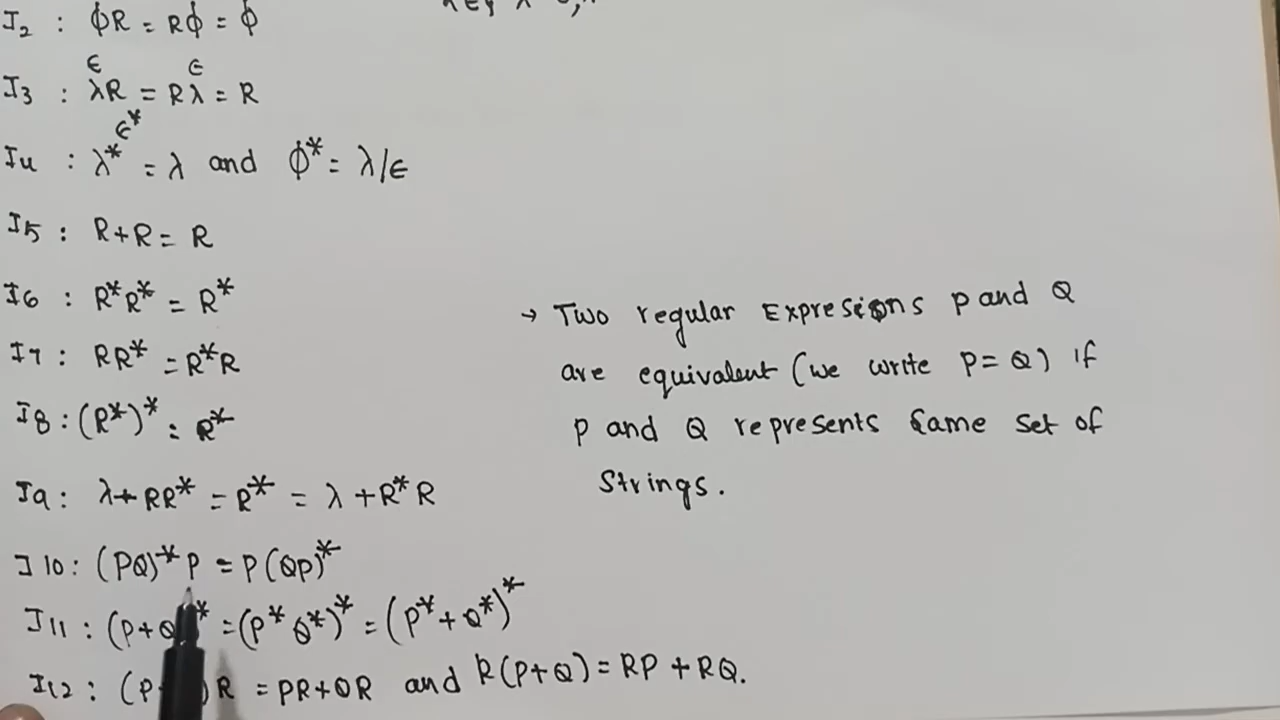 I2 : ϕR = Rϕ = ϕ
ϵ ϵ
I3 : λR = Rλ = R
ϵ*
I4 : λ* = λ and ϕ* = λ/ϵ
I5 : R+R = R
I6 : R*R* = R*
I7 : RR* = R*R
I8 : (R*)* = R*
I9 : λ+RR* = R* = λ+R*R
I10 : (PQ)*P = P(QP)*
I11 : (P+Q)* = (P*Q*)* = (P*+Q*)*
I12 : (P )R = PR+QR and R(P+Q) = RP+RQ.
→ Two regular Expresions p and Q
are equivalent (we write P=Q) if
p and Q represents same set of
Strings.